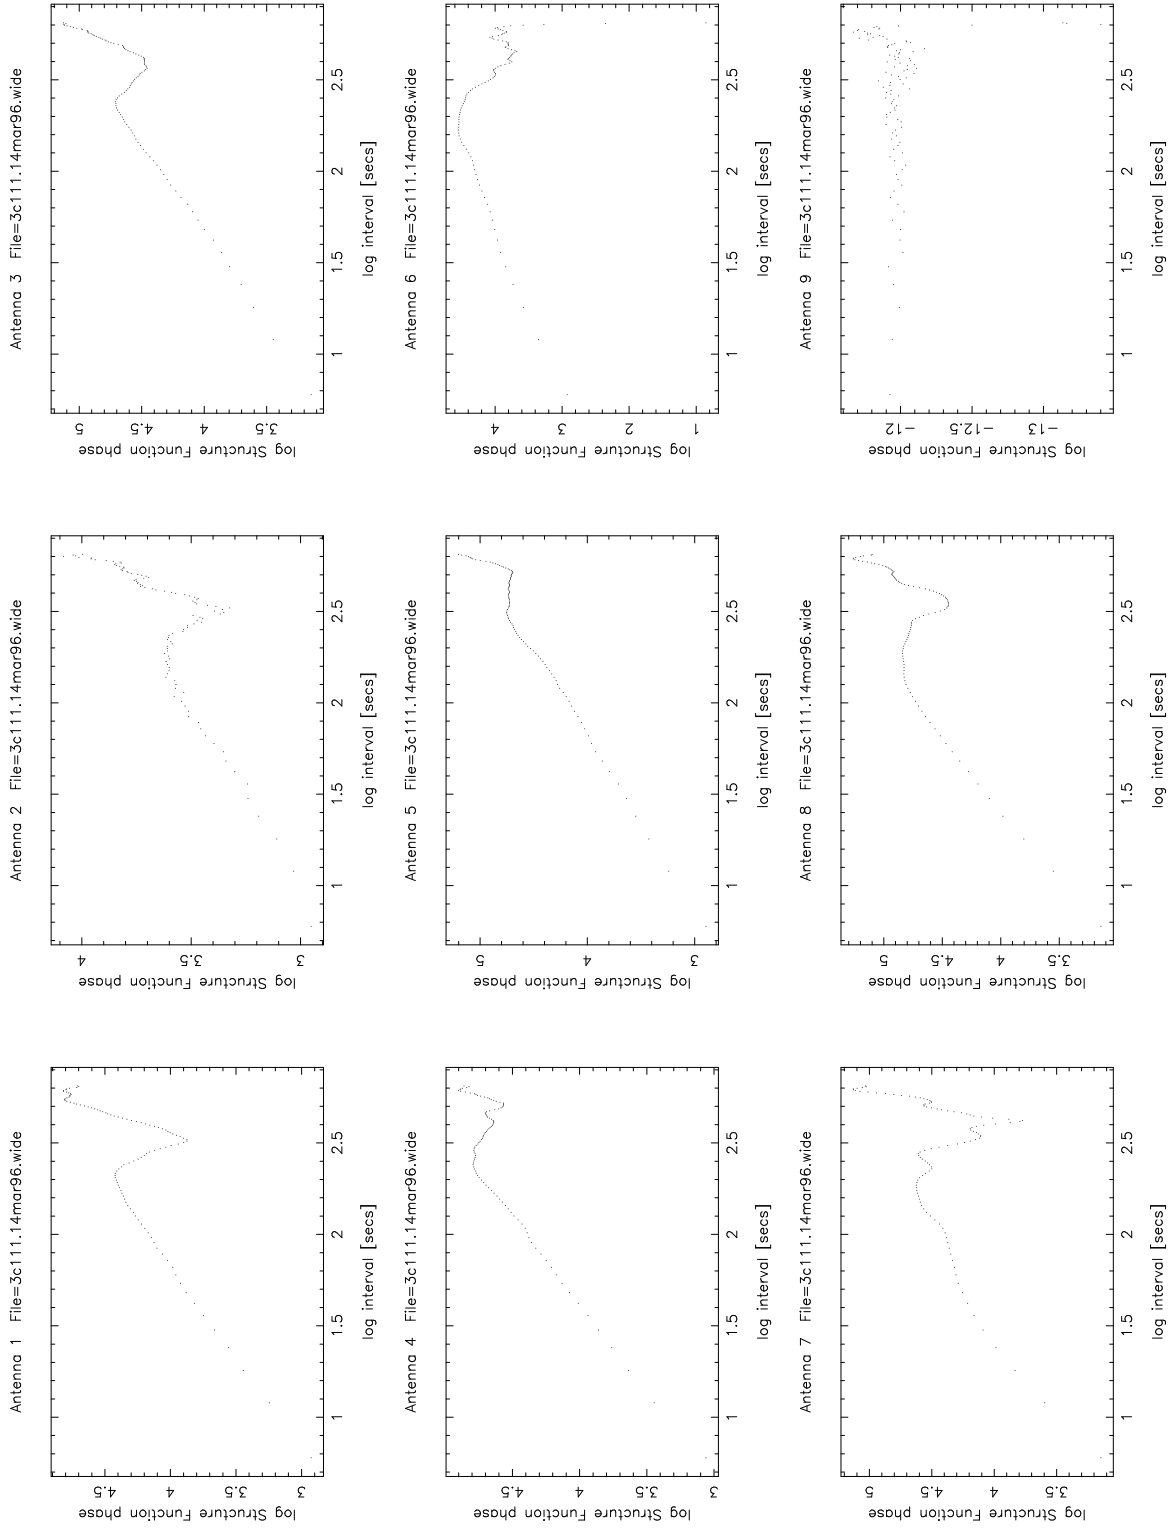 Antenna 1 File=3c111.14mar96.wide
log Structure Function phase
3 3.5 4 4.5
1 1.5 2 2.5
log interval [secs]
Antenna 2 File=3c111.14mar96.wide
log Structure Function phase
3 3.5 4
1 1.5 2 2.5
log interval [secs]
Antenna 3 File=3c111.14mar96.wide
log Structure Function phase
3.5 4 4.5 5
1 1.5 2 2.5
log interval [secs]
Antenna 4 File=3c111.14mar96.wide
log Structure Function phase
3 3.5 4 4.5
1 1.5 2 2.5
log interval [secs]
Antenna 5 File=3c111.14mar96.wide
log Structure Function phase
3 4 5
1 1.5 2 2.5
log interval [secs]
Antenna 6 File=3c111.14mar96.wide
log Structure Function phase
1 2 3 4
1 1.5 2 2.5
log interval [secs]
Antenna 7 File=3c111.14mar96.wide
log Structure Function phase
3.5 4 4.5 5
1 1.5 2 2.5
log interval [secs]
Antenna 8 File=3c111.14mar96.wide
log Structure Function phase
3.5 4 4.5 5
1 1.5 2 2.5
log interval [secs]
Antenna 9 File=3c111.14mar96.wide
log Structure Function phase
−13 −12.5 −12
1 1.5 2 2.5
log interval [secs]